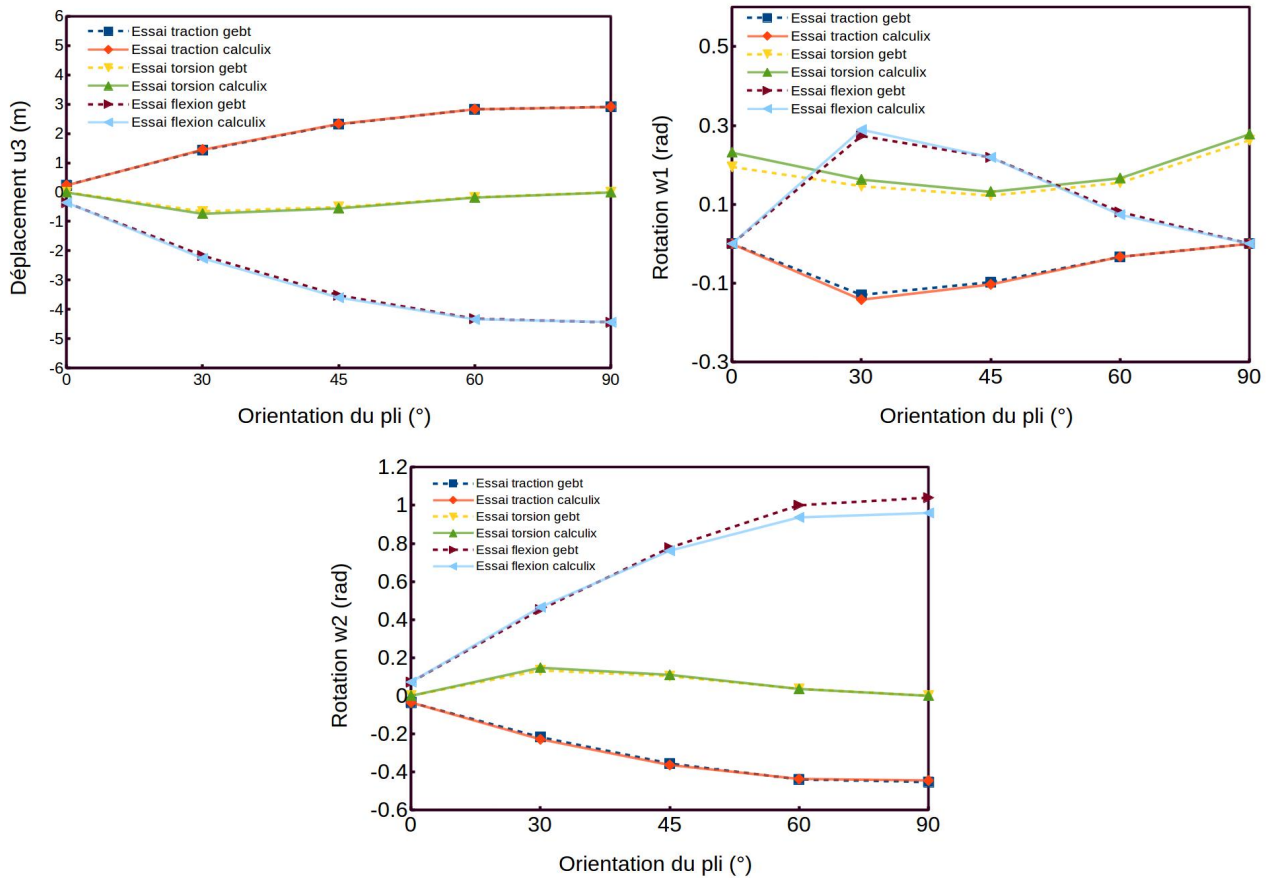 6
5
4
3
2
1
0
-1
-2
-3
-4
-5
-6
Déplacement u3 (m)
Essai traction gebt
Essai traction calculix
Essai torsion gebt
Essai torsion calculix
Essai flexion gebt
Essai flexion calculix
0 30 45 60 90
Orientation du pli (°)
0.5
0.3
0.1
-0.1
-0.3
Rotation w1 (rad)
Essai traction gebt
Essai traction calculix
Essai torsion gebt
Essai torsion calculix
Essai flexion gebt
Essai flexion calculix
0 30 45 60 90
Orientation du pli (°)
1.2
1
0.8
0.6
0.4
0.2
0
-0.2
-0.4
-0.6
Rotation w2 (rad)
Essai traction gebt
Essai traction calculix
Essai torsion gebt
Essai torsion calculix
Essai flexion gebt
Essai flexion calculix
0 30 45 60 90
Orientation du pli (°)